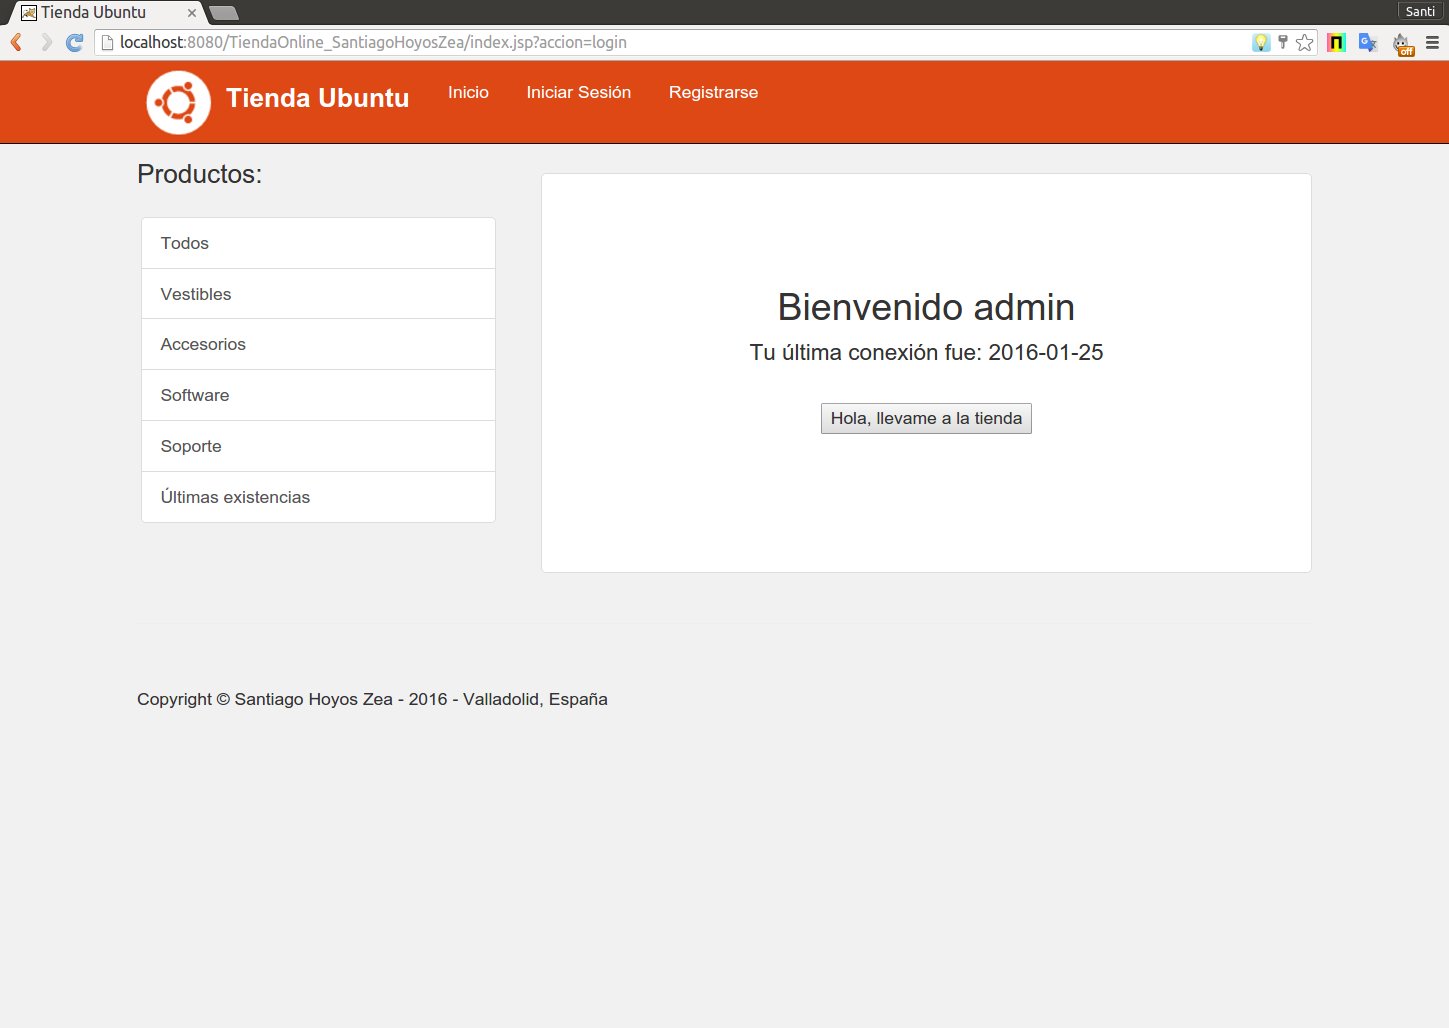 Tienda Ubuntu
Santi
localhost:8080/TiendaOnline_SantiagoHoyosZea/index.jsp?accion=login
off
Tienda Ubuntu
Inicio
Iniciar Sesión
Registrarse
Productos:
Todos
Vestibles
Accesorios
Software
Soporte
Últimas existencias
Bienvenido admin
Tu última conexión fue: 2016-01-25
Hola, llevame a la tienda
Copyright © Santiago Hoyos Zea - 2016 - Valladolid, España